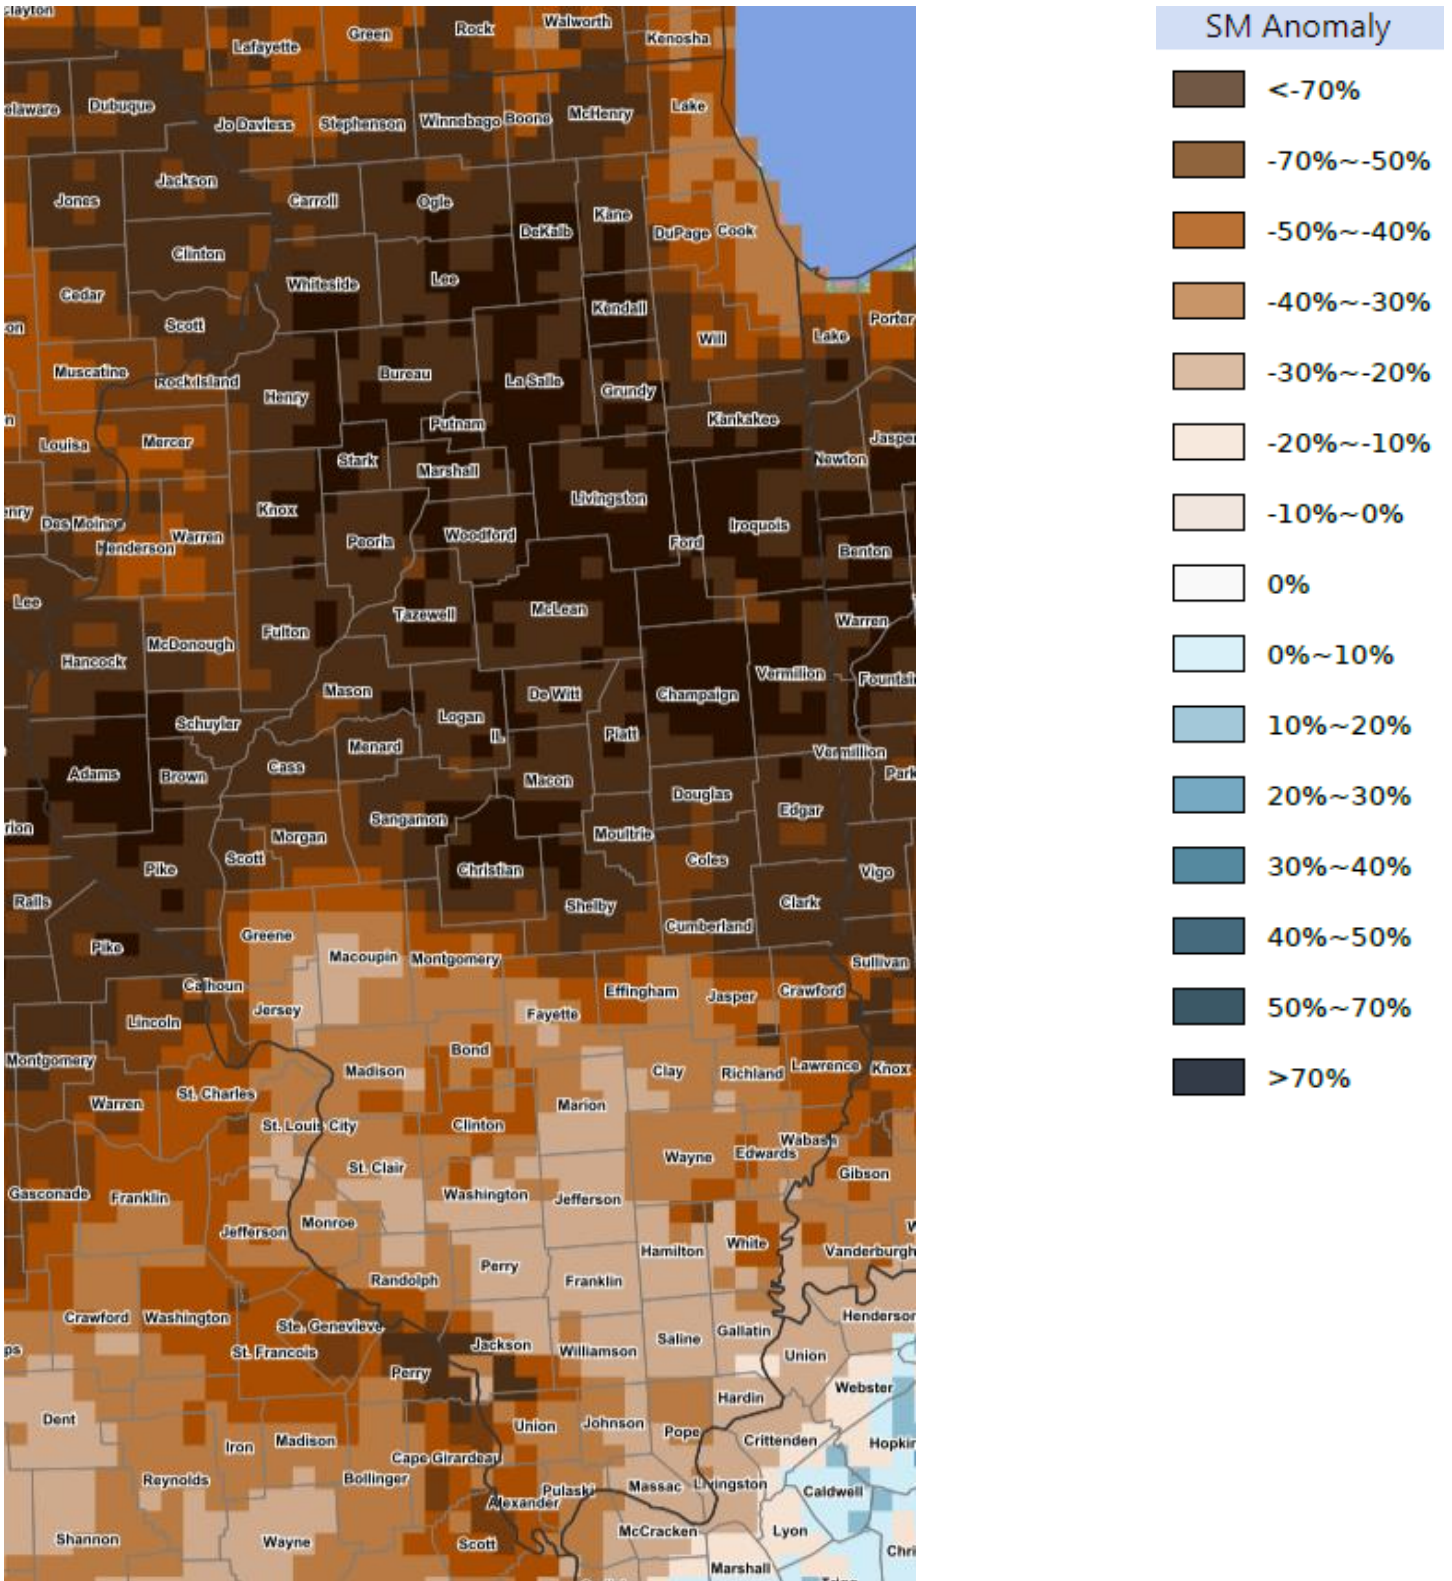 clayton
Lafayette
Green
Rock
Walworth
Kenosha
elaware
Dubuque
Jo Daviess
Stephenson
Winnebago
Boone
McHenry
Lake
Jones
Jackson
Carroll
Ogle
DeKalb
Kane
DuPage
Cook
Clinton
Whiteside
Lee
Kendall
Cedar
Scott
Will
Lake
Porter
on
Muscatine
Rock Island
Henry
Bureau
La Salle
Grundy
n
Louisa
Mercer
Putnam
Kankakee
Jasper
Stark
Marshall
Newton
enry
Des Moines
Henderson
Warren
Knox
Peoria
Woodford
Livingston
Ford
Iroquois
Benton
Lee
Tazewell
McLean
Warren
Hancock
McDonough
Fulton
Vermillion
Fountain
Mason
De Witt
Champaign
Schuyler
Logan
IL
Piatt
Menard
Vermillion
Adams
Brown
Cass
Macon
Douglas
Edgar
Park
rion
Morgan
Sangamon
Moultrie
Pike
Scott
Christian
Coles
Vigo
Ralls
Shelby
Clark
Cumberland
Pike
Greene
Macoupin
Montgomery
Sullivan
Calhoun
Effingham
Jasper
Crawford
Lincoln
Jersey
Fayette
Montgomery
Bond
Madison
Clay
Richland
Lawrence
Knox
Warren
St. Charles
Marion
St. Louis City
Clinton
Wabash
St. Clair
Wayne
Edwards
Gibson
Gasconade
Franklin
Washington
Jefferson
Jefferson
Monroe
Hamilton
White
W
Vanderburgh
Randolph
Perry
Franklin
Crawford
Washington
Ste. Genevieve
Henderson
ps
St. Francois
Jackson
Williamson
Saline
Gallatin
Union
Perry
Hardin
Webster
Dent
Iron
Madison
Union
Johnson
Pope
Crittenden
Hopkin
Reynolds
Bollinger
Cape Girardeau
Alexander
Pulaski
Massac
Livingston
Caldwell
Shannon
Wayne
Scott
McCracken
Lyon
Chri
Marshall
SM Anomaly
<-70%
-70%~-50%
-50%~-40%
-40%~-30%
-30%~-20%
-20%~-10%
-10%~0%
0%
0%~10%
10%~20%
20%~30%
30%~40%
40%~50%
50%~70%
>70%